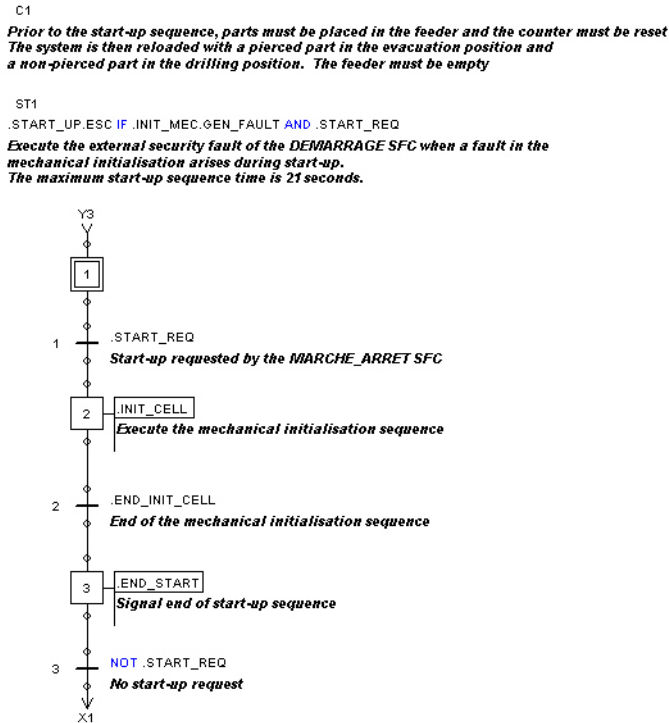 C1
Prior to the start-up sequence, parts must be placed in the feeder and the counter must be reset
The system is then reloaded with a pierced part in the evacuation position and
a non-pierced part in the drilling position. The feeder must be empty
ST1
.START_UP.ESC IF .INIT_MEC.GEN_FAULT AND .START_REQ
Execute the external security fault of the DEMARRAGE SFC when a fault in the
mechanical initialisation arises during start-up.
The maximum start-up sequence time is 21 seconds.
Y3
1
1 .START_REQ
Start-up requested by the MARCHE_ARRET SFC
2 .INIT_CELL
Execute the mechanical initialisation sequence
2 .END_INIT_CELL
End of the mechanical initialisation sequence
3 .END_START
Signal end of start-up sequence
3 NOT .START_REQ
No start-up request
X1